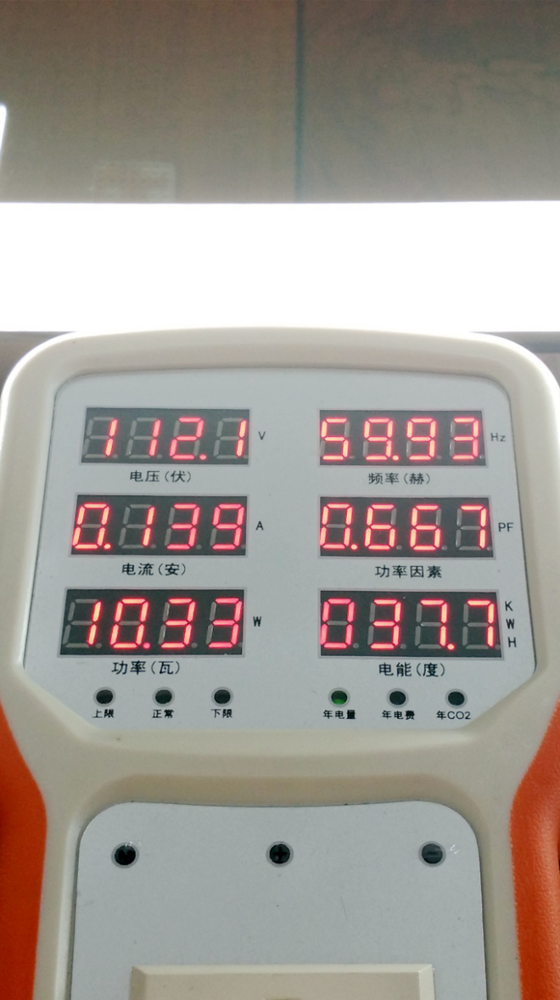 112.1 V 59.93 Hz
电压(伏) 频率(赫)
0.139 A 0.667 PF
电流(安) 功率因素
10.33 W 037.7 KWH
功率(瓦) 电能(度)
上限 正常 下限 年电量 年电费 年CO2